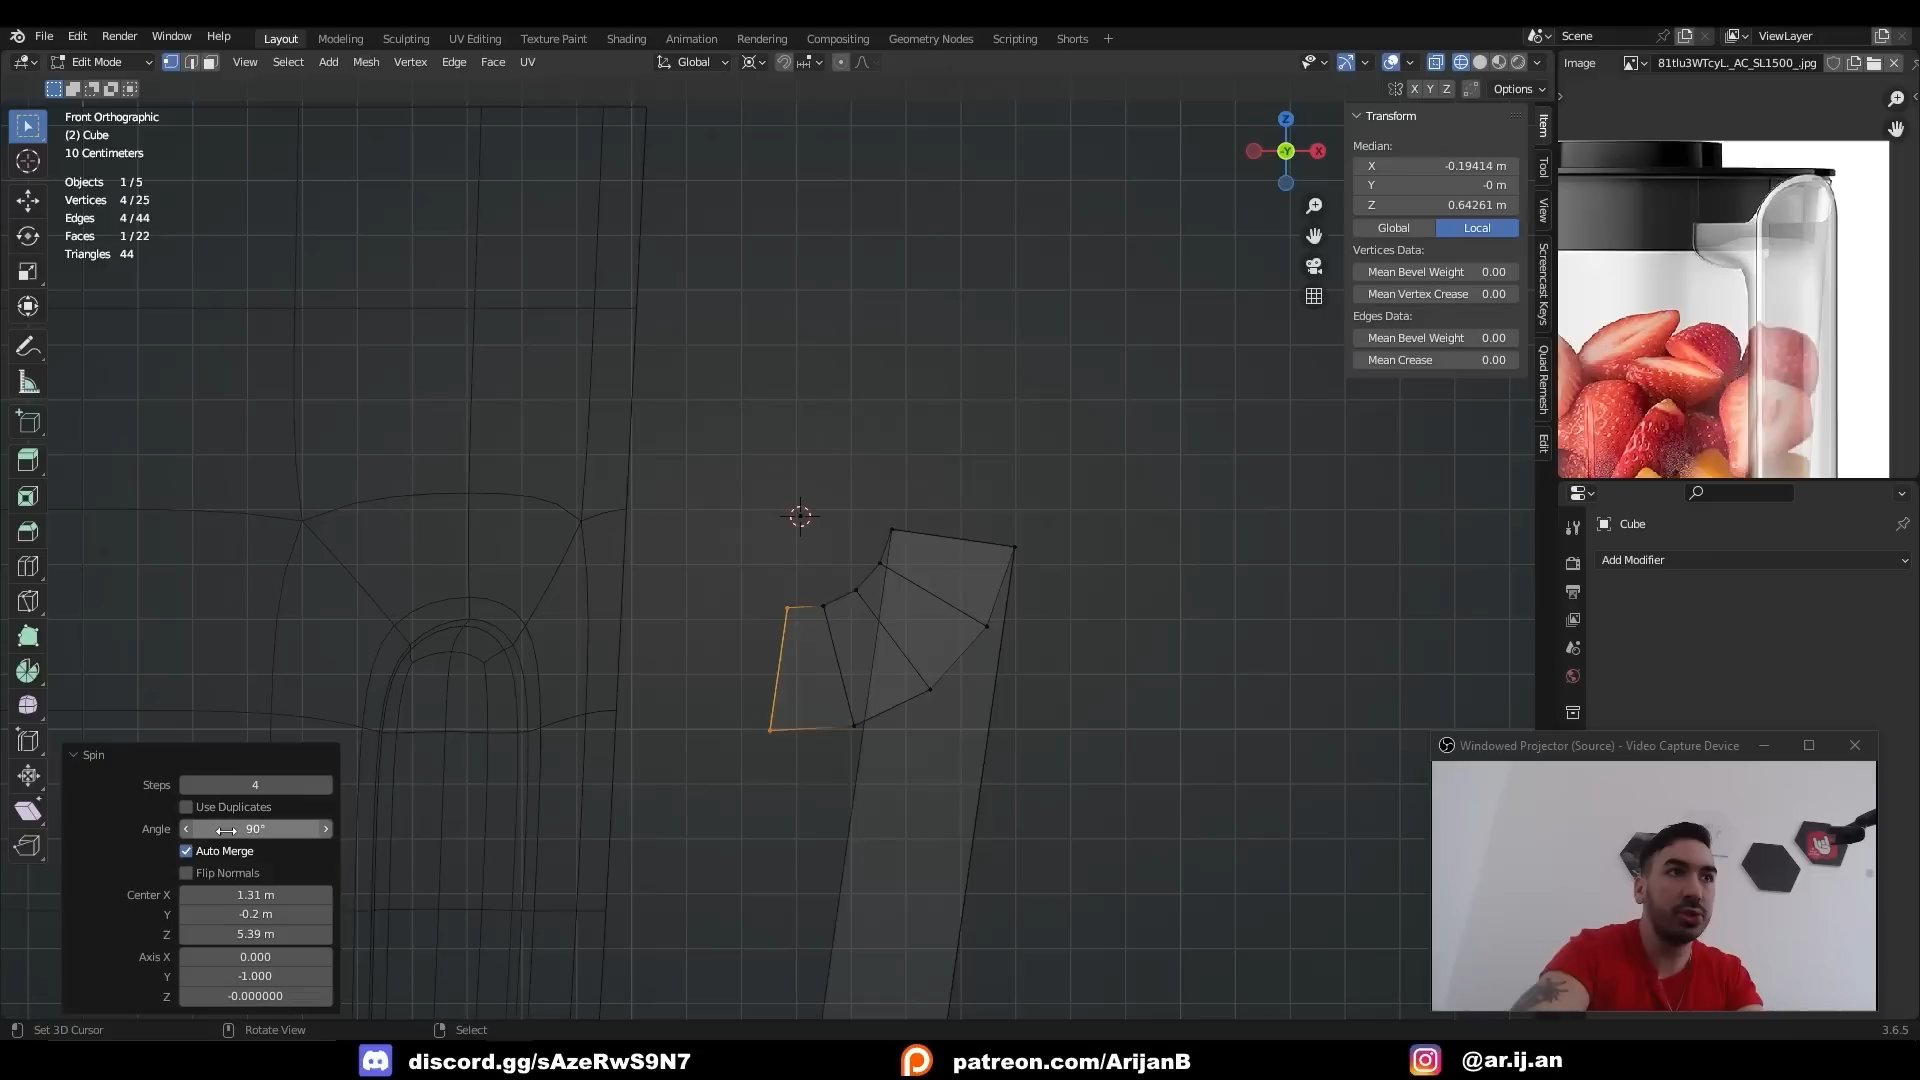 File Edit Render Window Help
Layout Modeling Sculpting UV Editing Texture Paint Shading Animation Rendering Compositing Geometry Nodes Scripting Shorts +
Scene
ViewLayer
Edit Mode View Select Add Mesh Vertex Edge Face UV
Global
Image
81tlu3WTcyL._AC_SL1500_.jpg
X Y Z Options
Front Orthographic
(2) Cube
10 Centimeters
Objects 1 / 5
Vertices 4 / 25
Edges 4 / 44
Faces 1 / 22
Triangles 44
Z
-Y
X
Transform
Median:
X -0.19414 m
Y -0 m
Z 0.64261 m
Global Local
Vertices Data:
Mean Bevel Weight 0.00
Mean Vertex Crease 0.00
Edges Data:
Mean Bevel Weight 0.00
Mean Crease 0.00
Item
Tool
View
Screencast Keys
Quad Remesh
Edit
Cube
Add Modifier
Spin
Steps 4
Use Duplicates
Angle 90°
Auto Merge
Flip Normals
Center X 1.31 m
Y -0.2 m
Z 5.39 m
Axis X 0.000
Y -1.000
Z -0.000000
Windowed Projector (Source) - Video Capture Device
Set 3D Cursor
Rotate View
Select
3.6.5
discord.gg/sAzeRwS9N7
patreon.com/ArijanB
@ar.ij.an